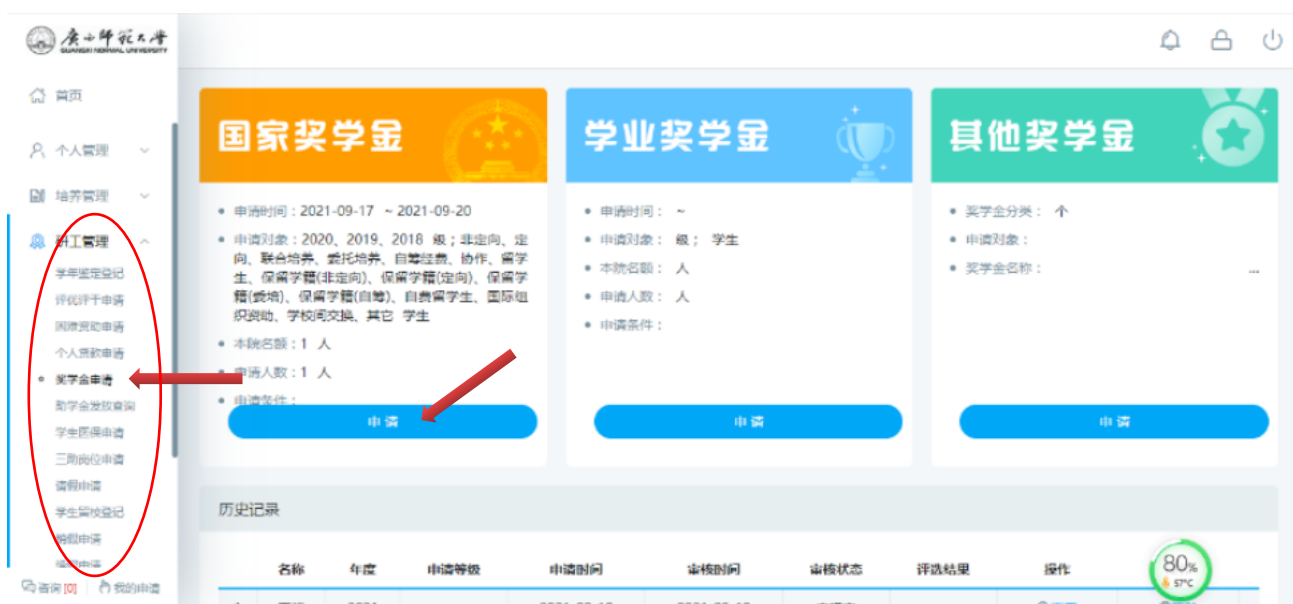 广西师范大学
GUANGXI NORMAL UNIVERSITY
首页
个人管理
培养管理
研工管理
学年鉴定登记
评优评干申请
困难资助申请
个人贷款申请
奖学金申请
助学金发放查询
学生医保申请
三助岗位申请
请假申请
学生留校登记
销假申请
咨询 [0]
我的申请
国家奖学金
申请时间：2021-09-17 ~ 2021-09-20
申请对象：2020、2019、2018 级；非定向、定
向、联合培养、委托培养、自筹经费、协作、留学
生、保留学籍(非定向)、保留学籍(定向)、保留学
籍(委培)、保留学籍(自筹)、自费留学生、国际组
织资助、学校间交换、其它 学生
本院名额：1 人
申请人数：1 人
申请条件：
申 请
学业奖学金
申请时间： ~
申请对象： 级； 学生
本院名额： 人
申请人数： 人
申请条件：
申 请
其他奖学金
奖学金分类： 个
申请对象：
奖学金名称：
...
申 请
历史记录
名称 年度 申请等级 申请时间 审核时间 审核状态 评选结果 操作
80%
57°C